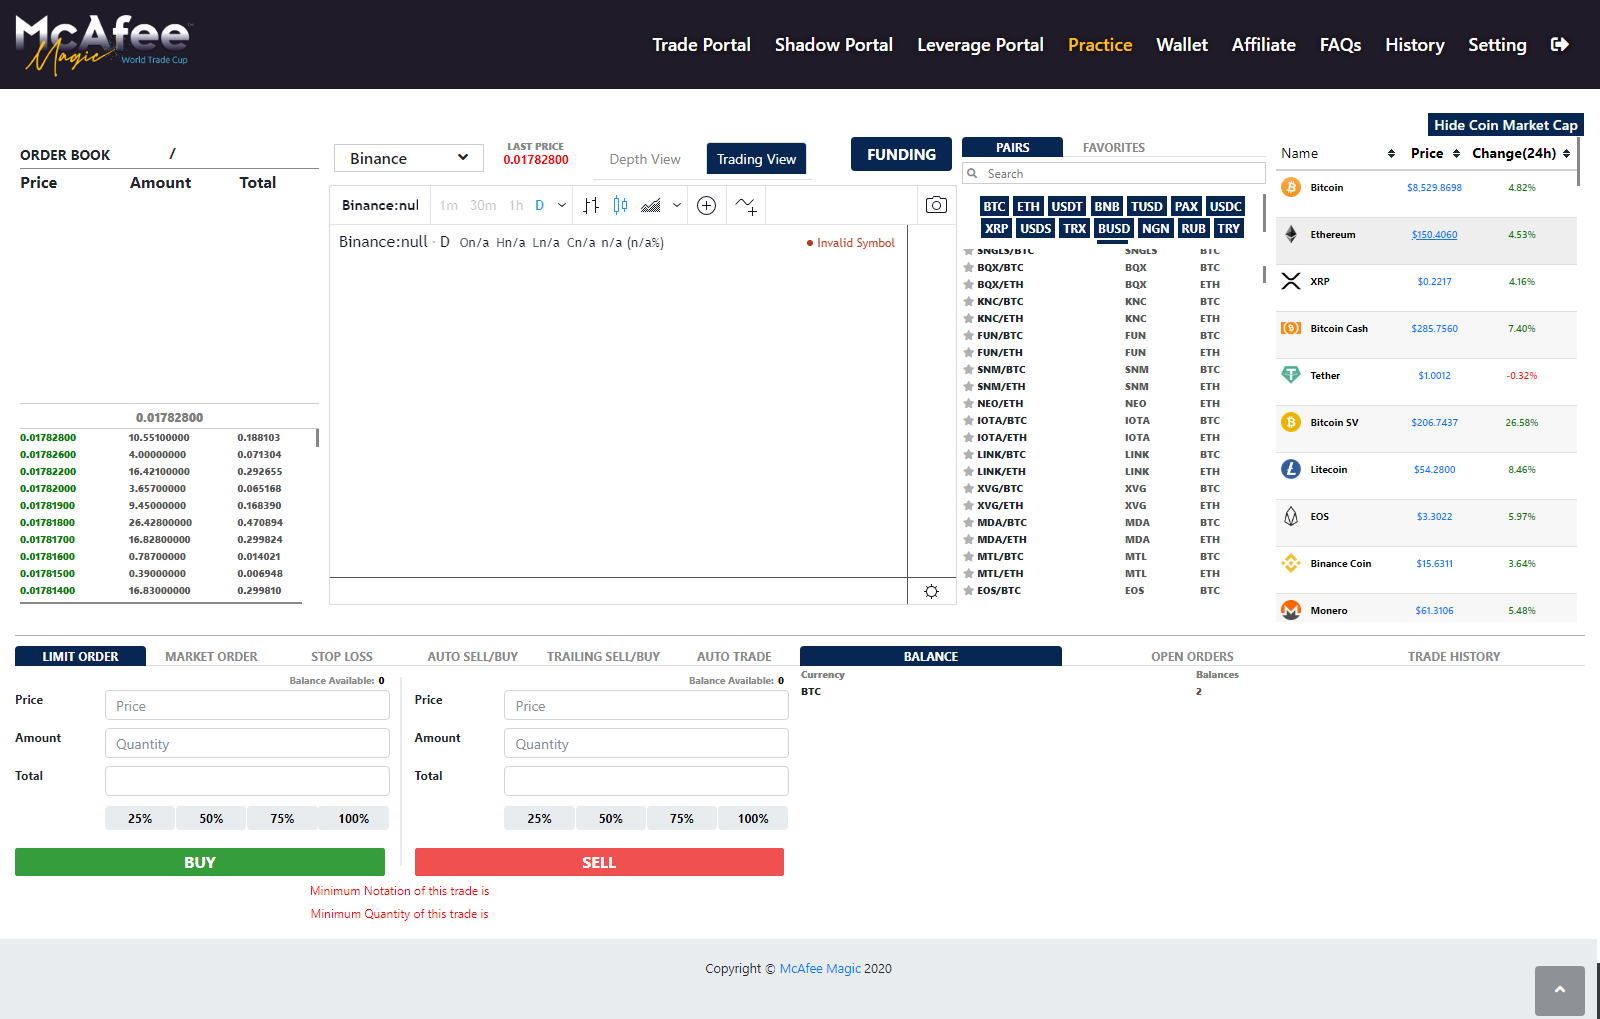 McAfee
Magic
World Trade Cup
Trade Portal Shadow Portal Leverage Portal Practice Wallet Affiliate FAQs History Setting
Hide Coin Market Cap
ORDER BOOK /
Price Amount Total
0.01782800
0.01782800 10.55100000 0.188103
0.01782600 4.00000000 0.071304
0.01782200 16.42100000 0.292655
0.01782000 3.65700000 0.065168
0.01781900 9.45000000 0.168390
0.01781800 26.42800000 0.470894
0.01781700 16.82800000 0.299824
0.01781600 0.78700000 0.014021
0.01781500 0.39000000 0.006948
0.01781400 16.83000000 0.299810
Binance
LAST PRICE
0.01782800
Depth View Trading View
FUNDING
Binance:nul 1m 30m 1h D
Binance:null · D On/a Hn/a Ln/a Cn/a n/a (n/a%)
Invalid Symbol
PAIRS FAVORITES
Search
BTC ETH USDT BNB TUSD PAX USDC
XRP USDS TRX BUSD NGN RUB TRY
SNGLS/BTC SNGLS BTC
BQX/BTC BQX BTC
BQX/ETH BQX ETH
KNC/BTC KNC BTC
KNC/ETH KNC ETH
FUN/BTC FUN BTC
FUN/ETH FUN ETH
SNM/BTC SNM BTC
SNM/ETH SNM ETH
NEO/ETH NEO ETH
IOTA/BTC IOTA BTC
IOTA/ETH IOTA ETH
LINK/BTC LINK BTC
LINK/ETH LINK ETH
XVG/BTC XVG BTC
XVG/ETH XVG ETH
MDA/BTC MDA BTC
MDA/ETH MDA ETH
MTL/BTC MTL BTC
MTL/ETH MTL ETH
EOS/BTC EOS BTC
Name Price Change(24h)
Bitcoin $8,529.8698 4.82%
Ethereum $150.4060 4.53%
XRP $0.2217 4.16%
Bitcoin Cash $285.7560 7.40%
Tether $1.0012 -0.32%
Bitcoin SV $206.7437 26.58%
Litecoin $54.2800 8.46%
EOS $3.3022 5.97%
Binance Coin $15.6311 3.64%
Monero $61.3106 5.48%
LIMIT ORDER MARKET ORDER STOP LOSS AUTO SELL/BUY TRAILING SELL/BUY AUTO TRADE
Balance Available: 0
Price Price
Amount Quantity
Total
25% 50% 75% 100%
BUY
Balance Available: 0
Price Price
Amount Quantity
Total
25% 50% 75% 100%
SELL
Minimum Notation of this trade is
Minimum Quantity of this trade is
BALANCE OPEN ORDERS TRADE HISTORY
Currency Balances
BTC 2
Copyright © McAfee Magic 2020